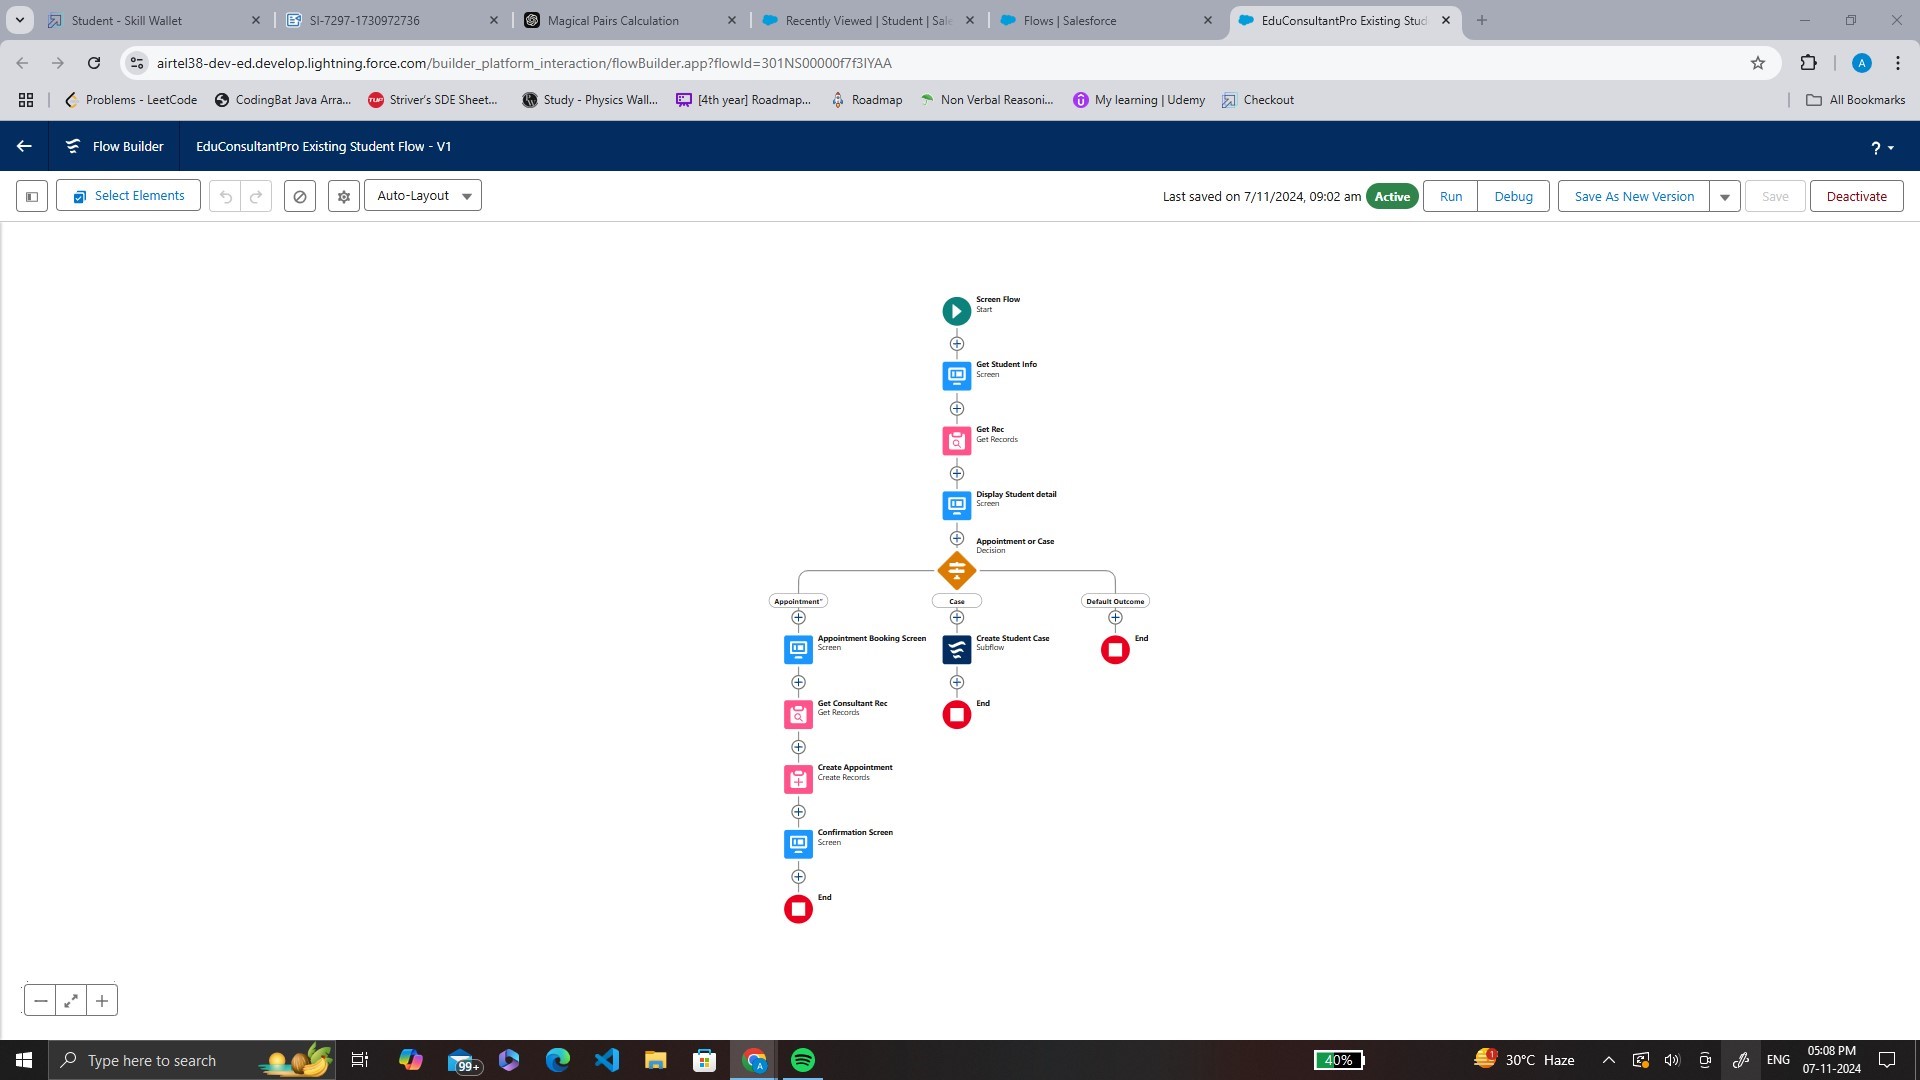 Student - Skill Wallet
SI-7297-1730972736
Magical Pairs Calculation
Recently Viewed | Student | Sale
Flows | Salesforce
EduConsultantPro Existing Stud
airtel38-dev-ed.develop.lightning.force.com/builder_platform_interaction/flowBuilder.app?flowId=301NS00000f7f3lYAA
A
Problems - LeetCode
CodingBat Java Arra...
Striver's SDE Sheet...
Study - Physics Wall...
[4th year] Roadmap...
Roadmap
Non Verbal Reasoni...
My learning | Udemy
Checkout
All Bookmarks
Flow Builder
EduConsultantPro Existing Student Flow - V1
?
Select Elements
Auto-Layout
Last saved on 7/11/2024, 09:02 am
Active
Run
Debug
Save As New Version
Save
Deactivate
Screen Flow
Start
Get Student Info
Screen
Get Rec
Get Records
Display Student detail
Screen
Appointment or Case
Decision
Appointment"
Case
Default Outcome
Appointment Booking Screen
Screen
Create Student Case
Subflow
End
Get Consultant Rec
Get Records
End
Create Appointment
Create Records
Confirmation Screen
Screen
End
Type here to search
99+
40%
1
30°C Haze
ENG
05:08 PM
07-11-2024